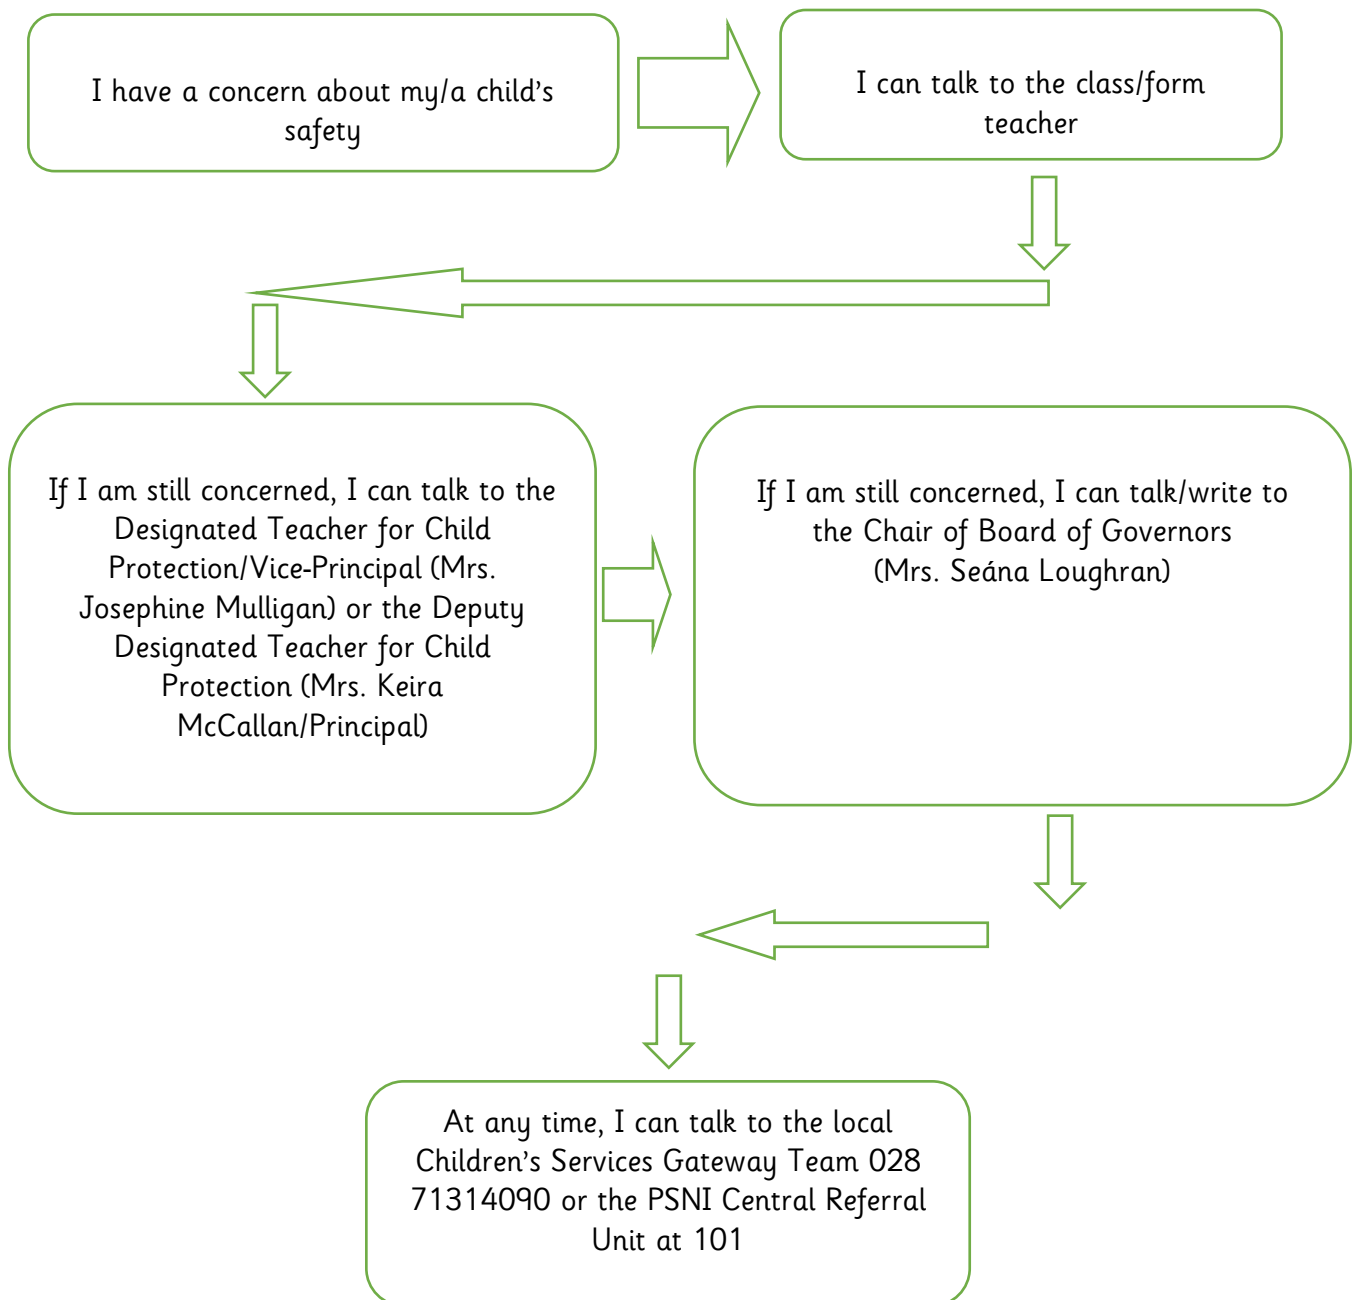 I have a concern about my/a child's
safety
I can talk to the class/form
teacher
If I am still concerned, I can talk to the
Designated Teacher for Child
Protection/Vice-Principal (Mrs.
Josephine Mulligan) or the Deputy
Designated Teacher for Child
Protection (Mrs. Keira
McCallan/Principal)
If I am still concerned, I can talk/write to
the Chair of Board of Governors
(Mrs. Seána Loughran)
At any time, I can talk to the local
Children's Services Gateway Team 028
71314090 or the PSNI Central Referral
Unit at 101